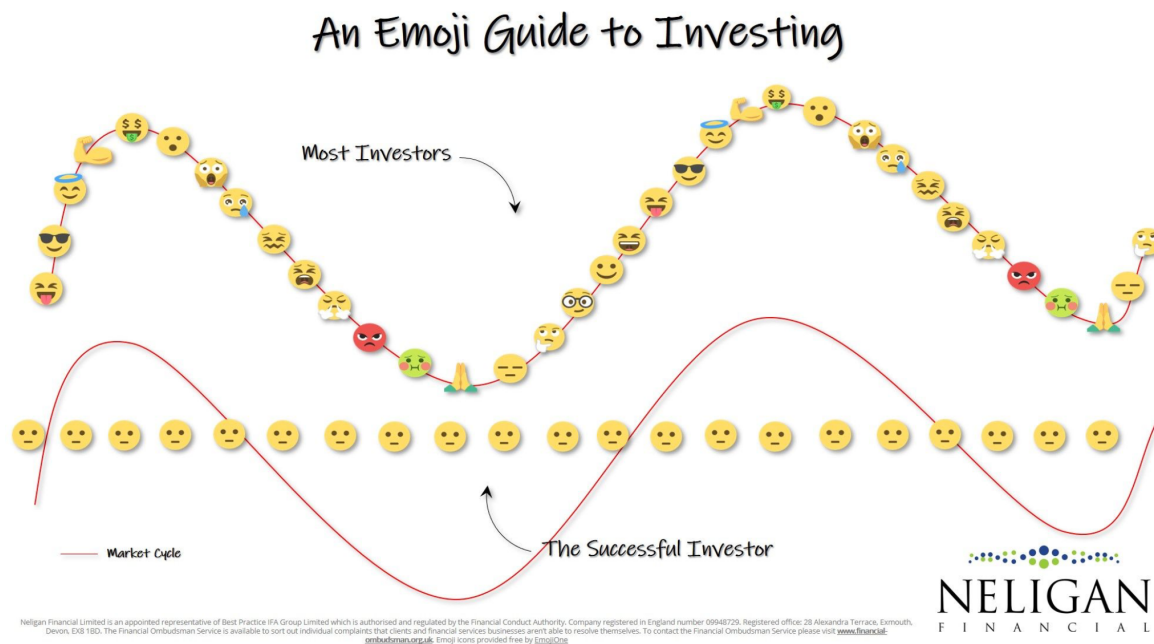 An Emoji Guide to Investing
Most Investors
The Successful Investor
Market Cycle
NELIGAN
FINANCIAL
Neligan Financial Limited is an appointed representative of Best Practice IFA Group Limited which is authorised and regulated by the Financial Conduct Authority. Company registered in England number 09948729. Registered office: 28 Alexandra Terrace, Exmouth,
Devon, EX8 1BD. The Financial Ombudsman Service is available to sort out individual complaints that clients and financial services businesses aren't able to resolve themselves. To contact the Financial Ombudsman Service please visit www.financial-
ombudsman.org.uk. Emoji icons provided free by EmojiOne